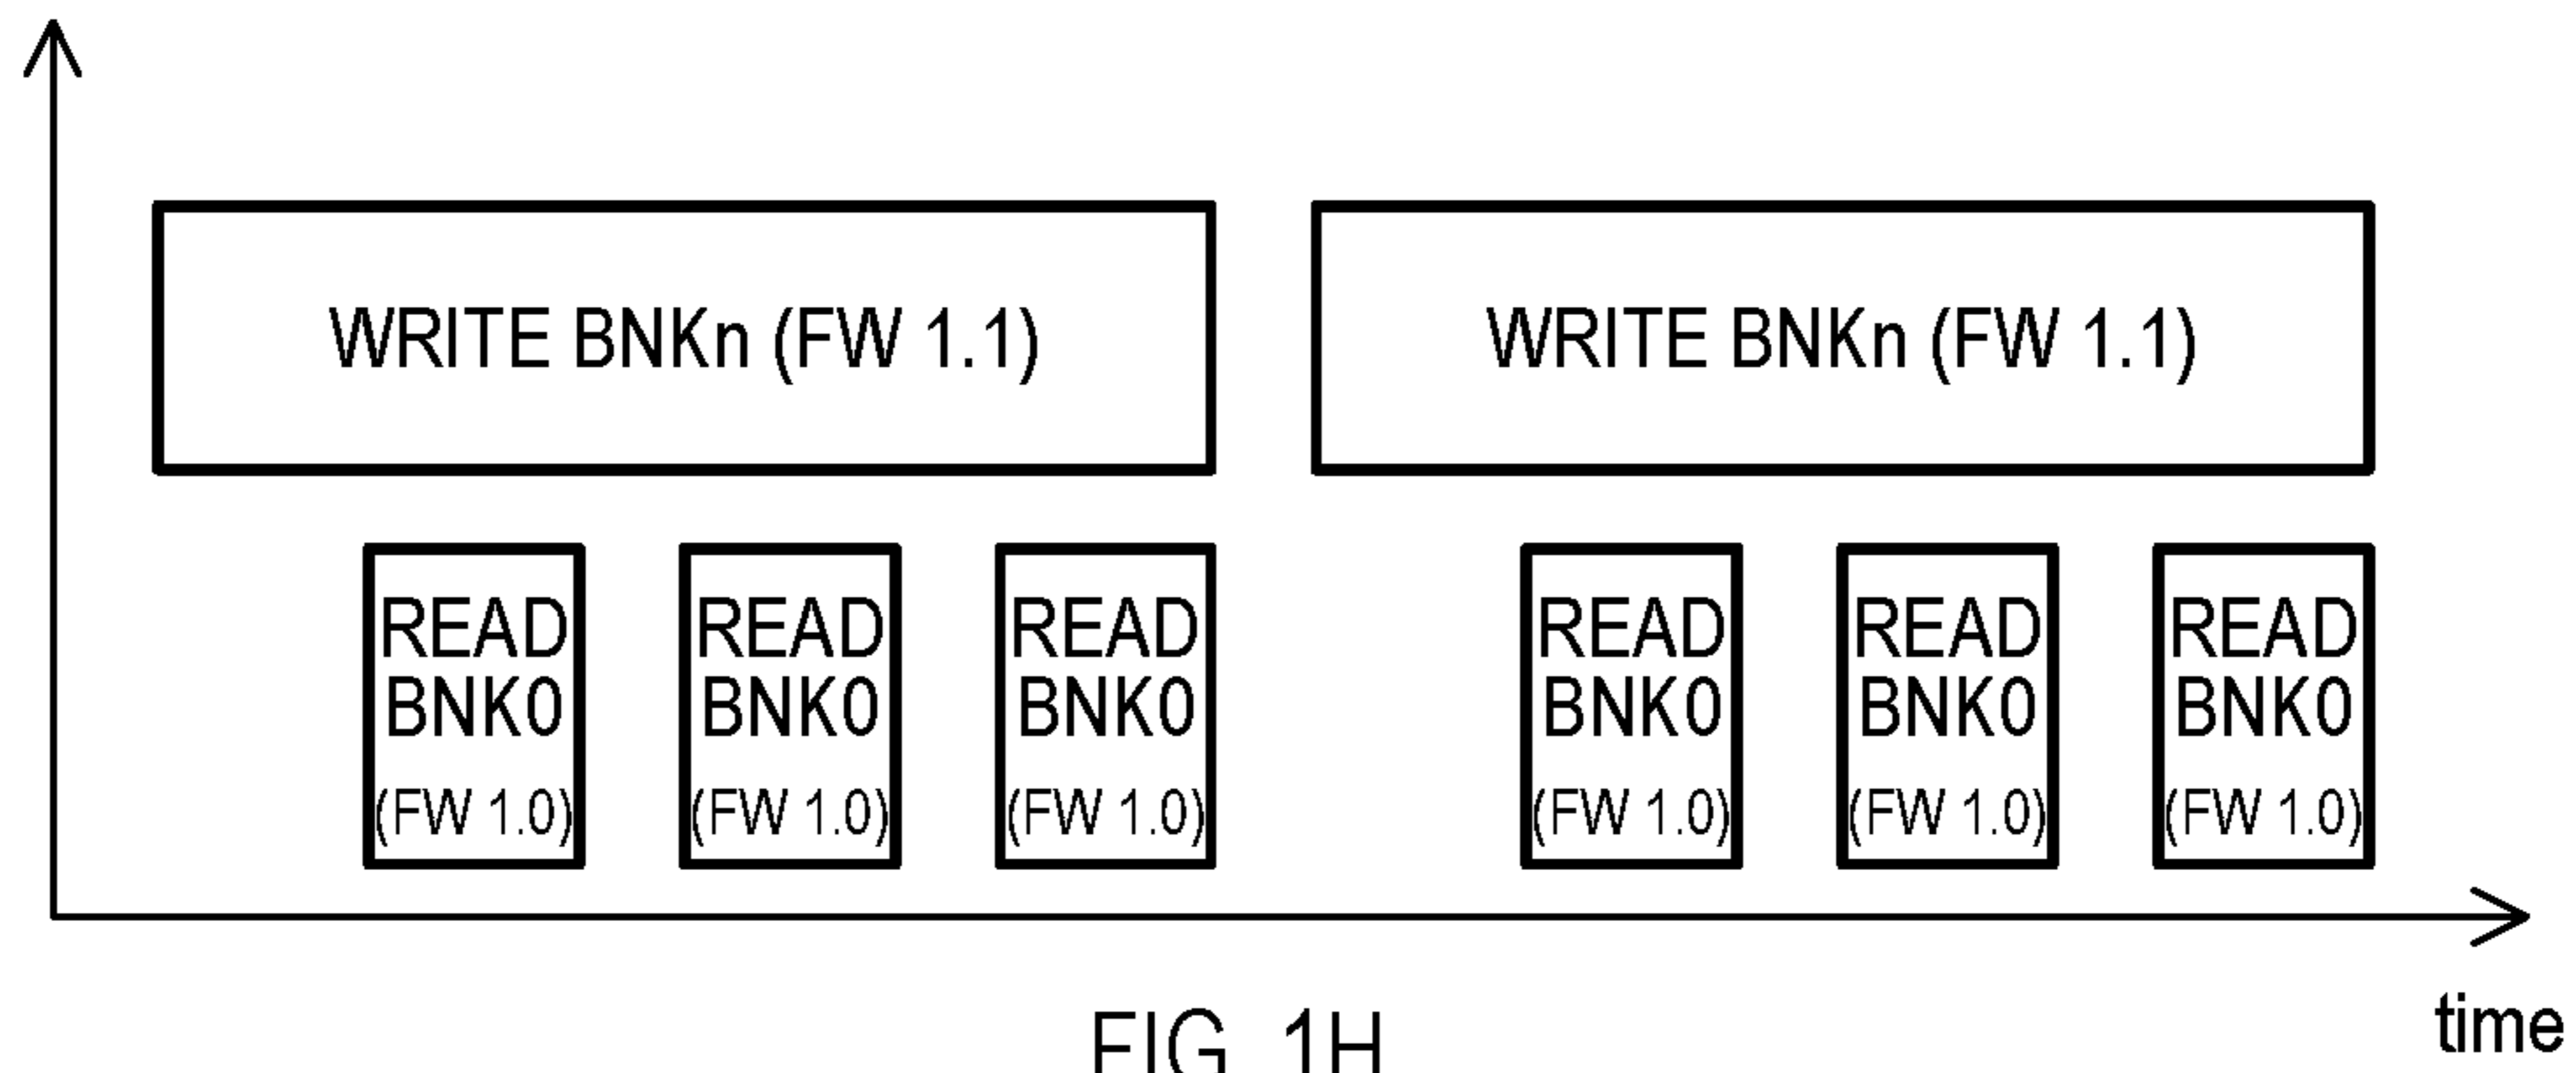 WRITE BNKn (FW 1.1)
WRITE BNKn (FW 1.1)
READ
BNK0
(FW 1.0)
READ
BNK0
(FW 1.0)
READ
BNK0
(FW 1.0)
READ
BNK0
(FW 1.0)
READ
BNK0
(FW 1.0)
READ
BNK0
(FW 1.0)
time
FIG. 1H